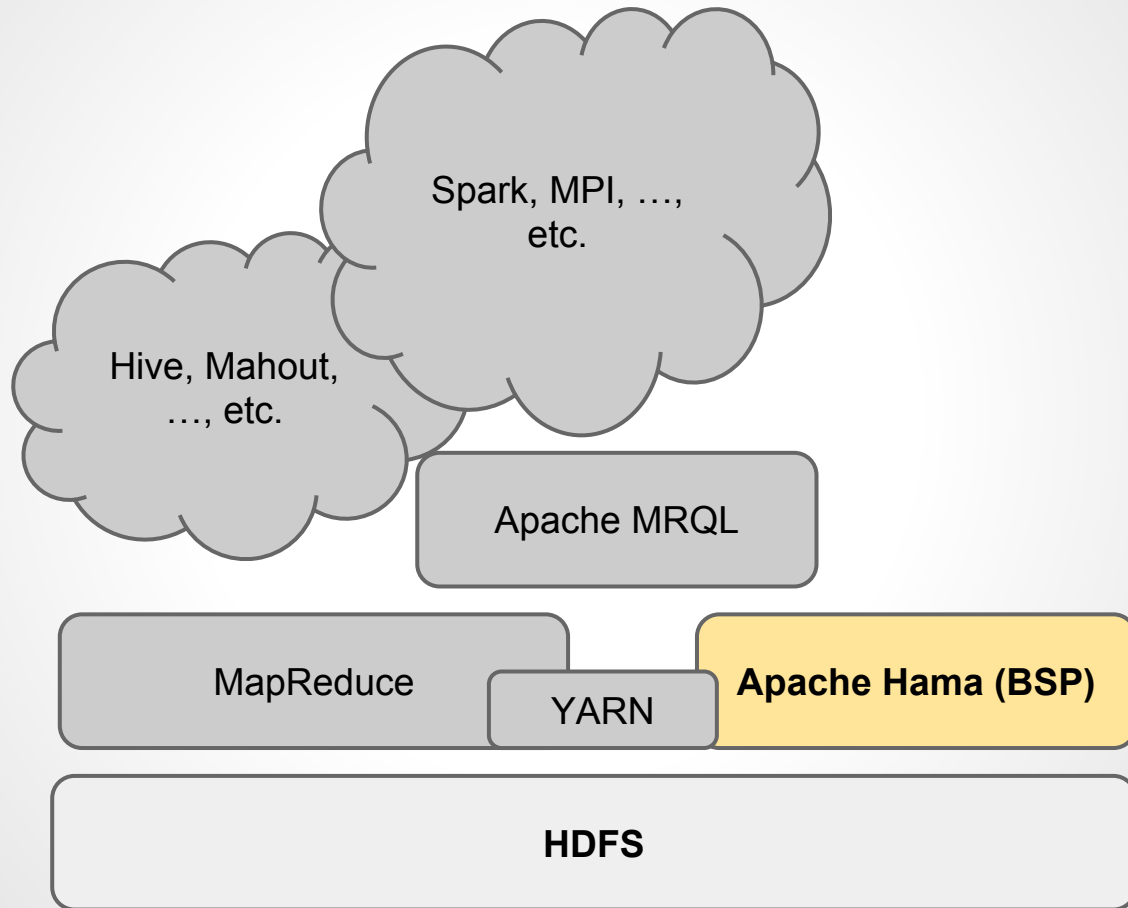 Spark, MPI, …,
etc.
Hive, Mahout,
…, etc.
Apache MRQL
MapReduce
YARN
Apache Hama (BSP)
HDFS